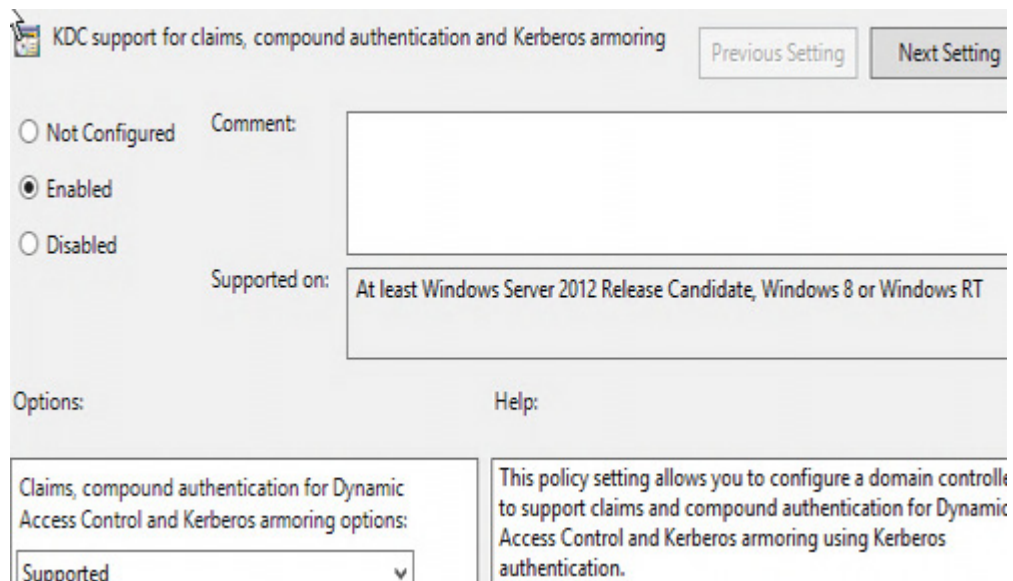 KDC support for claims, compound authentication and Kerberos armoring
Previous Setting
Next Setting
Not Configured
Comment:
Enabled
Disabled
Supported on:
At least Windows Server 2012 Release Candidate, Windows 8 or Windows RT
Options:
Help:
Claims, compound authentication for Dynamic
Access Control and Kerberos armoring options:
Supported
This policy setting allows you to configure a domain controlle
to support claims and compound authentication for Dynamic
Access Control and Kerberos armoring using Kerberos
authentication.